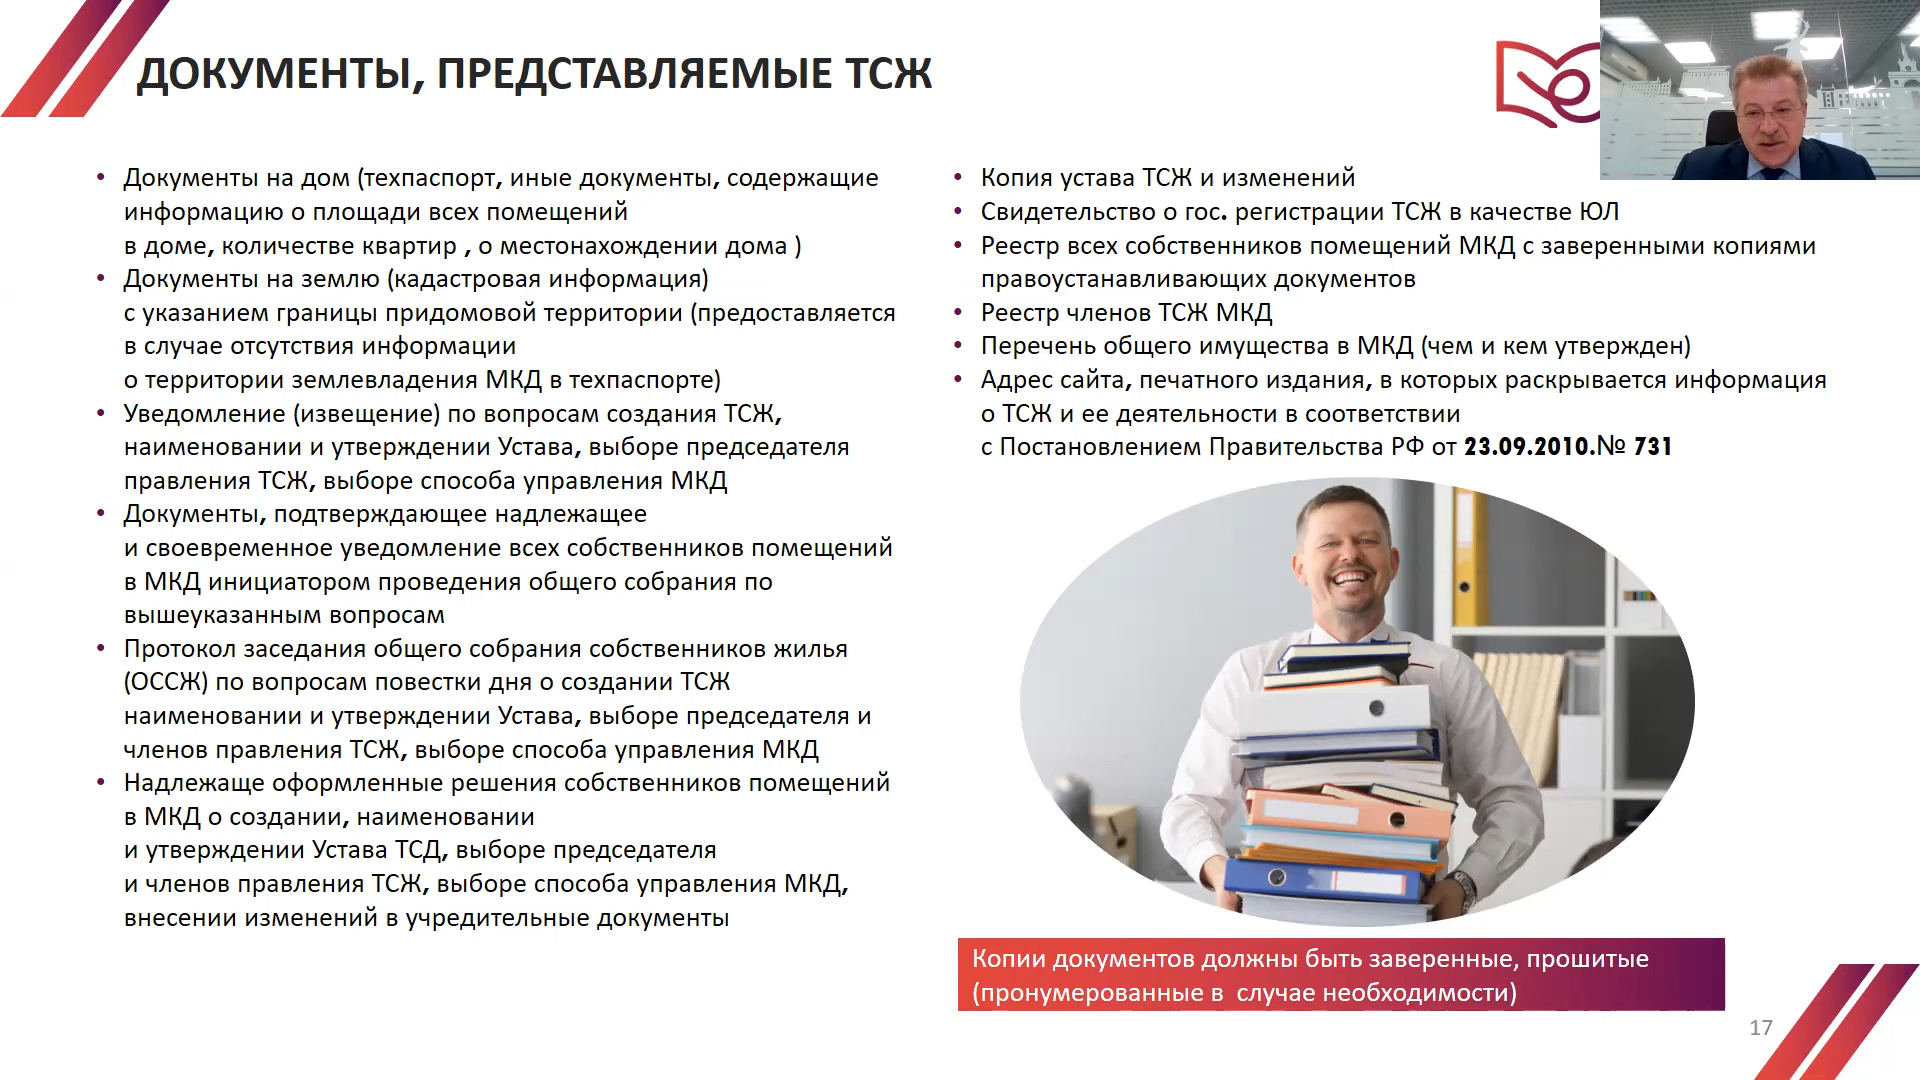 ДОКУМЕНТЫ, ПРЕДСТАВЛЯЕМЫЕ ТСЖ
• Документы на дом (техпаспорт, иные документы, содержащие
информацию о площади всех помещений
в доме, количестве квартир , о местонахождении дома )
• Документы на землю (кадастровая информация)
с указанием границы придомовой территории (предоставляется
в случае отсутствия информации
о территории землевладения МКД в техпаспорте)
• Уведомление (извещение) по вопросам создания ТСЖ,
наименовании и утверждении Устава, выборе председателя
правления ТСЖ, выборе способа управления МКД
• Документы, подтверждающее надлежащее
и своевременное уведомление всех собственников помещений
в МКД инициатором проведения общего собрания по
вышеуказанным вопросам
• Протокол заседания общего собрания собственников жилья
(ОССЖ) по вопросам повестки дня о создании ТСЖ
наименовании и утверждении Устава, выборе председателя и
членов правления ТСЖ, выборе способа управления МКД
• Надлежаще оформленные решения собственников помещений
в МКД о создании, наименовании
и утверждении Устава ТСД, выборе председателя
и членов правления ТСЖ, выборе способа управления МКД,
внесении изменений в учредительные документы
• Копия устава ТСЖ и изменений
• Свидетельство о гос. регистрации ТСЖ в качестве ЮЛ
• Реестр всех собственников помещений МКД с заверенными копиями
правоустанавливающих документов
• Реестр членов ТСЖ МКД
• Перечень общего имущества в МКД (чем и кем утвержден)
• Адрес сайта, печатного издания, в которых раскрывается информация
о ТСЖ и ее деятельности в соответствии
с Постановлением Правительства РФ от 23.09.2010.№ 731
Копии документов должны быть заверенные, прошитые
(пронумерованные в  случае необходимости)
17